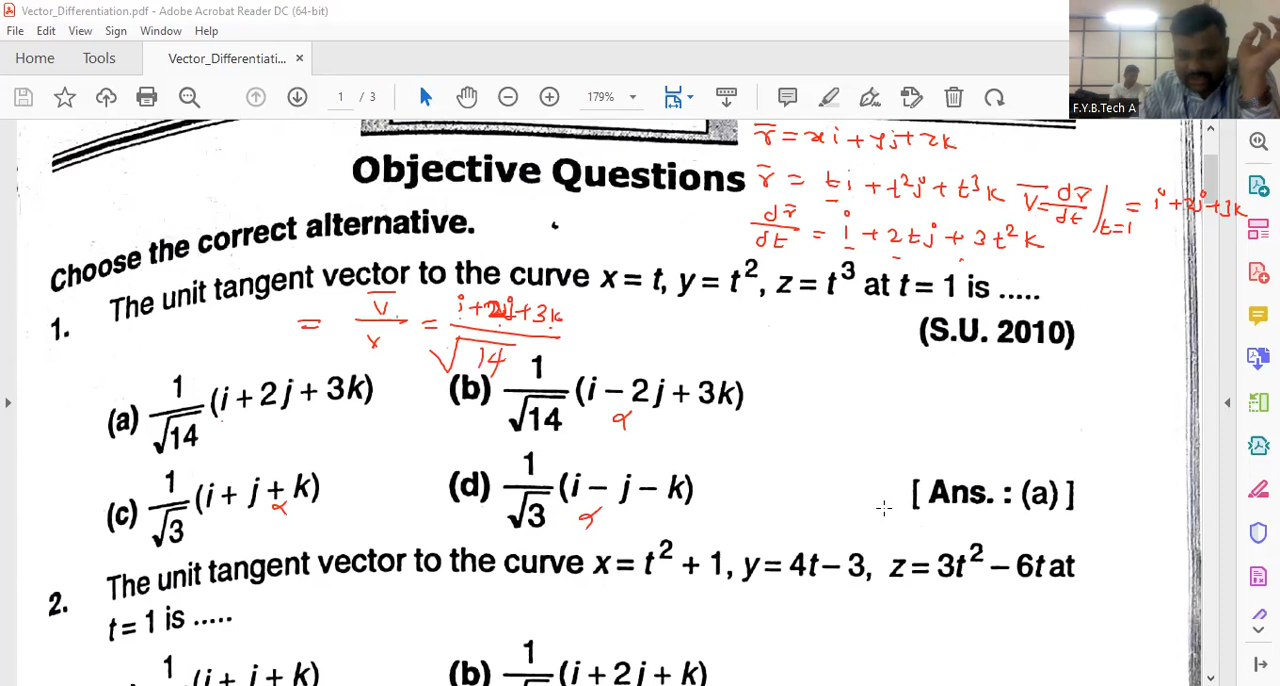 Vector_Differentiation.pdf - Adobe Acrobat Reader DC (64-bit)
File Edit View Sign Window Help
Home Tools Vector_Differentiati... ×
1 / 3 179%
F.Y.B.Tech A
r̅ = xi + yj + zk
Objective Questions
r̅ = ti + t²j + t³k
V̅ = dr̅/dt |t=1 = i + 2j + 3k
dr̅/dt = i + 2tj + 3t²k
Choose the correct alternative.
1. The unit tangent vector to the curve x = t, y = t², z = t³ at t = 1 is .....
(S.U. 2010)
= V̅/v = i + 2j + 3k/√14
(a) 1/√14 (i + 2j + 3k) (b) 1/√14 (i – 2j + 3k)
(c) 1/√3 (i + j + k) (d) 1/√3 (i – j – k) [ Ans. : (a) ]
2. The unit tangent vector to the curve x = t² + 1, y = 4t – 3, z = 3t² – 6t at
t = 1 is .....
1 (i + j + k) (b) 1 (i + 2j + k)